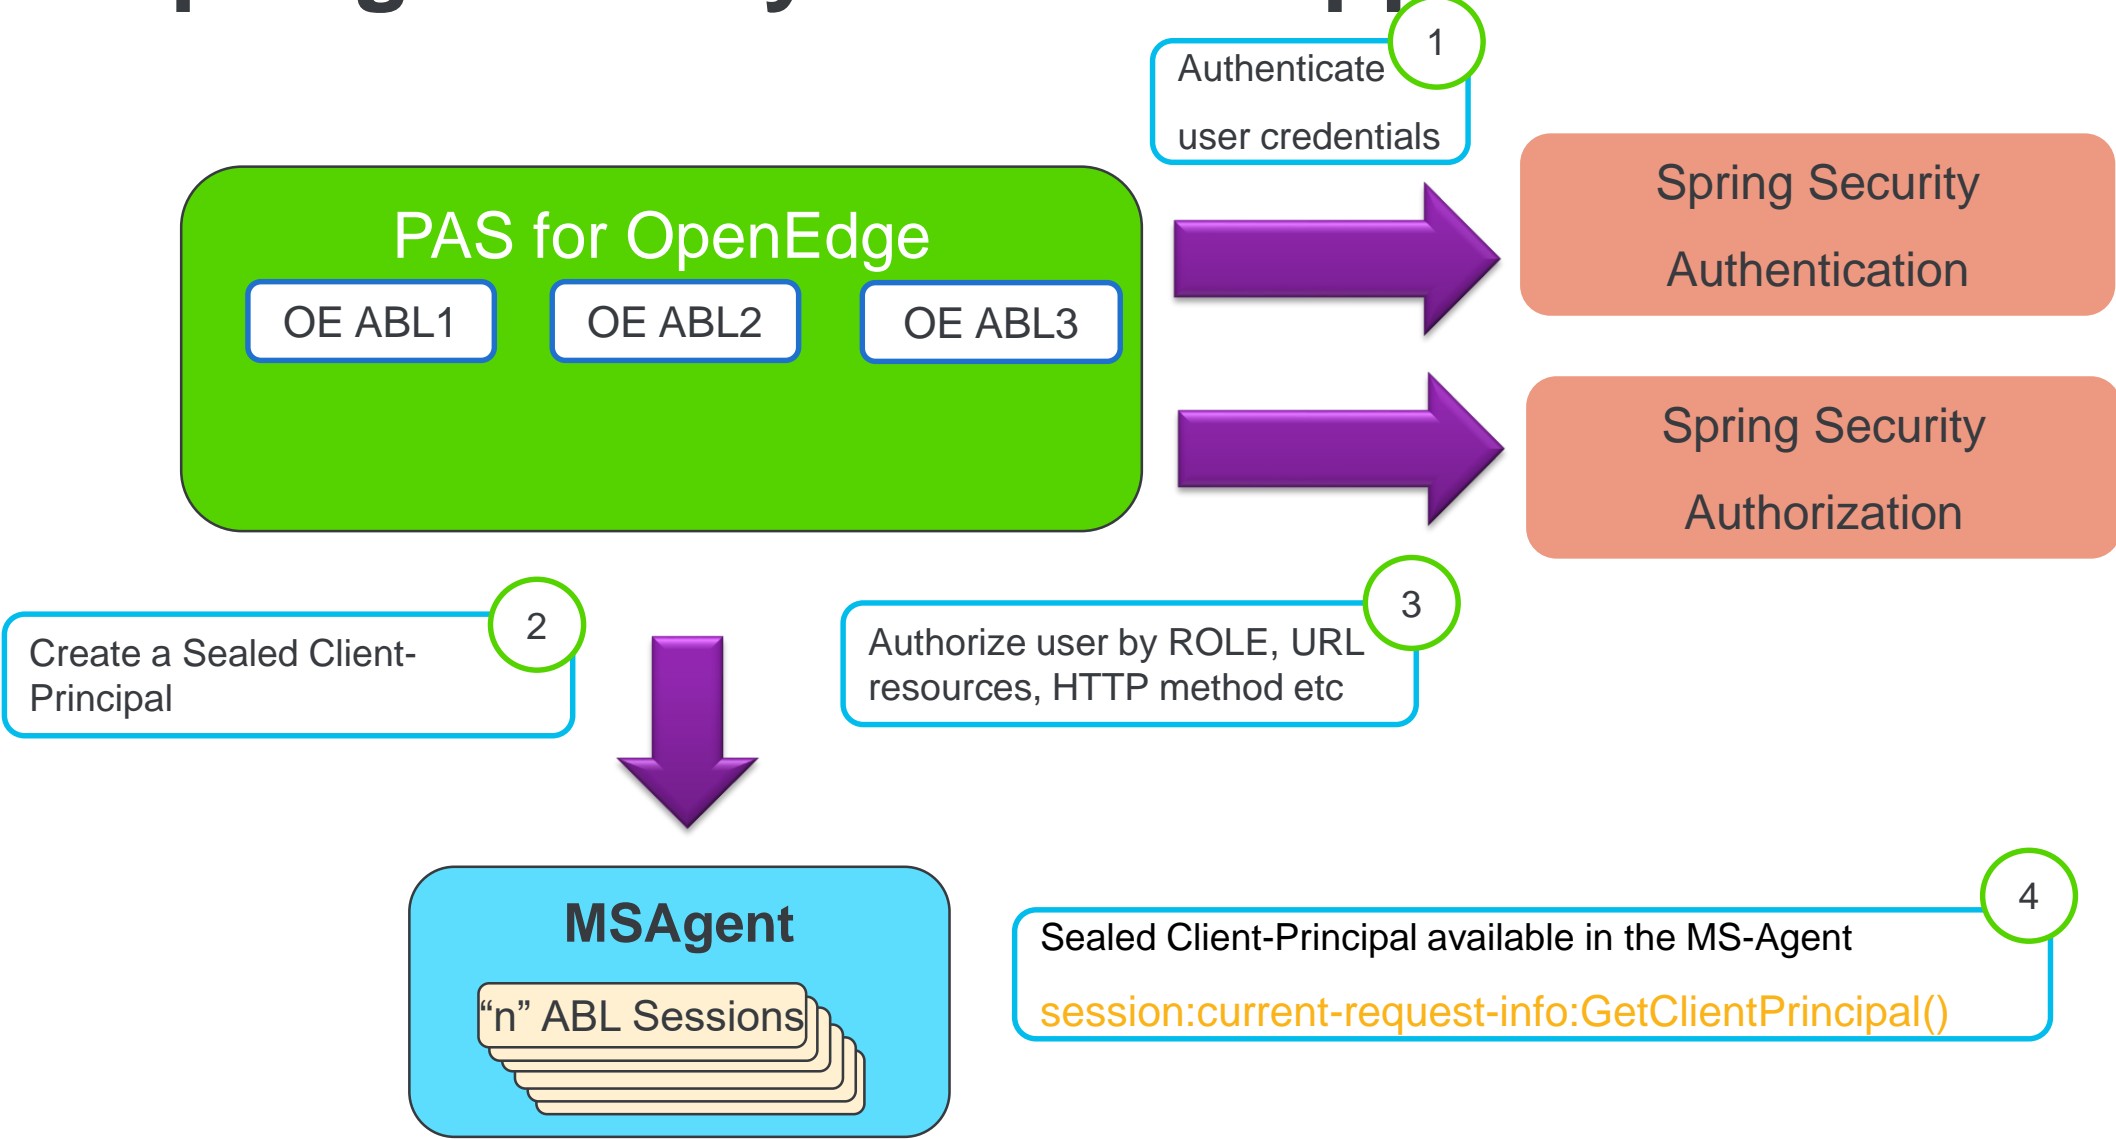 1
Authenticate
user credentials
Spring Security
Authentication
PAS for OpenEdge
OE ABL1
OE ABL2
OE ABL3
Spring Security
Authorization
2
Create a Sealed Client-
Principal
3
Authorize user by ROLE, URL
resources, HTTP method etc
MSAgent
“n” ABL Sessions
4
Sealed Client-Principal available in the MS-Agent
session:current-request-info:GetClientPrincipal()